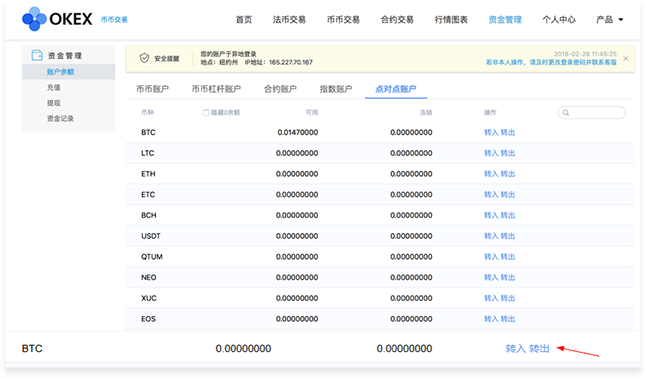 OKEX 币币交易 首页 法币交易 币币交易 合约交易 行情图表 资金管理 个人中心 产品
资金管理
账户余额
充值
提现
资金记录
安全提醒 您的账户于异地登录 2018-02-28 11:45:25
地点：纽约州 IP地址：165.227.70.167 若非本人操作，请及时更改登录密码并联系客服
币币账户 币币杠杆账户 合约账户 指数账户 点对点账户
币种 隐藏0余额 可用 冻结 操作
BTC 0.01470000 0.00000000 转入 转出
LTC 0.00000000 0.00000000 转入 转出
ETH 0.00000000 0.00000000 转入 转出
ETC 0.00000000 0.00000000 转入 转出
BCH 0.00000000 0.00000000 转入 转出
USDT 0.00000000 0.00000000 转入 转出
QTUM 0.00000000 0.00000000 转入 转出
NEO 0.00000000 0.00000000 转入 转出
XUC 0.00000000 0.00000000 转入 转出
EOS 0.00000000 0.00000000 转入 转出
BTC 0.00000000 0.00000000 转入 转出